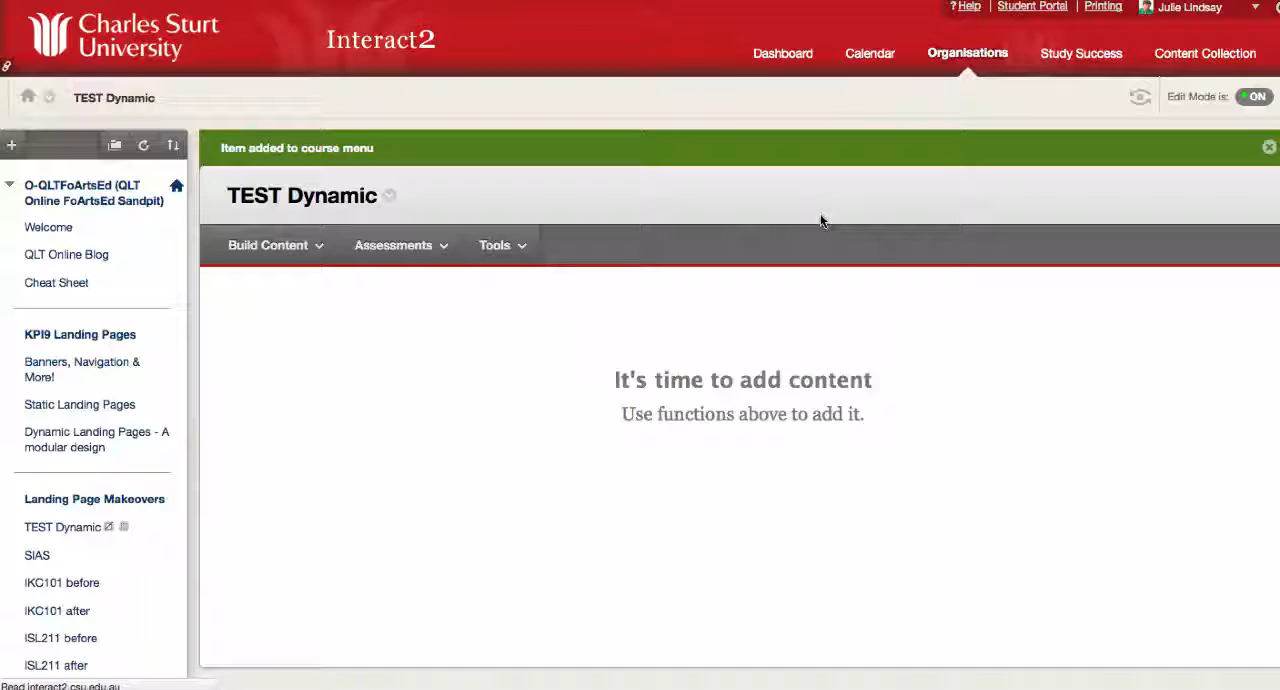 ? Help | Student Portal | Printing
Julie Lindsay
Charles Sturt
University
Interact2
Dashboard
Calendar
Organisations
Study Success
Content Collection
TEST Dynamic
Edit Mode is:
ON
Item added to course menu
O-QLTFoArtsEd (QLT
Online FoArtsEd Sandpit)
Welcome
QLT Online Blog
Cheat Sheet
KPI9 Landing Pages
Banners, Navigation &
More!
Static Landing Pages
Dynamic Landing Pages - A
modular design
Landing Page Makeovers
TEST Dynamic
SIAS
IKC101 before
IKC101 after
ISL211 before
ISL211 after
TEST Dynamic
Build Content
Assessments
Tools
It's time to add content
Use functions above to add it.
Read interact2.csu.edu.au